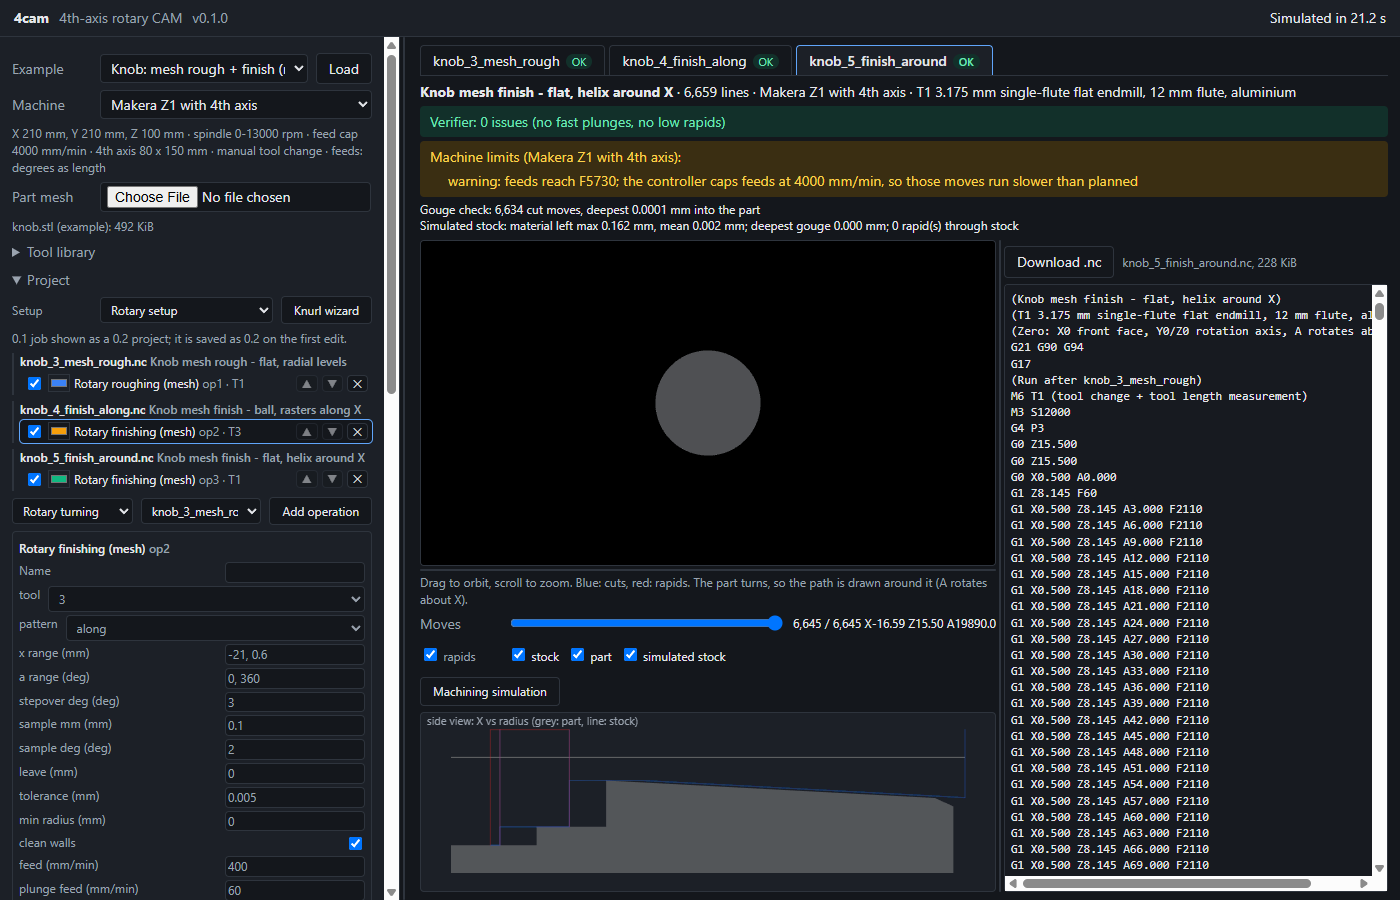 4cam 4th-axis rotary CAM v0.1.0
Simulated in 21.2 s
Example
Knob: mesh rough + finish (
Load
Machine
Makera Z1 with 4th axis
X 210 mm, Y 210 mm, Z 100 mm · spindle 0-13000 rpm · feed cap
4000 mm/min · 4th axis 80 x 150 mm · manual tool change · feeds:
degrees as length
Part mesh
Choose File No file chosen
knob.stl (example): 492 KiB
Tool library
Project
Setup
Rotary setup
Knurl wizard
0.1 job shown as a 0.2 project; it is saved as 0.2 on the first edit.
knob_3_mesh_rough.nc Knob mesh rough - flat, radial levels
Rotary roughing (mesh) op1 · T1
knob_4_finish_along.nc Knob mesh finish - ball, rasters along X
Rotary finishing (mesh) op2 · T3
knob_5_finish_around.nc Knob mesh finish - flat, helix around X
Rotary finishing (mesh) op3 · T1
Rotary turning
knob_3_mesh_ro
Add operation
Rotary finishing (mesh) op2
Name
tool 3
pattern along
x range (mm) -21, 0.6
a range (deg) 0, 360
stepover deg (deg) 3
sample mm (mm) 0.1
sample deg (deg) 2
leave (mm) 0
tolerance (mm) 0.005
min radius (mm) 0
clean walls
feed (mm/min) 400
plunge feed (mm/min) 60
knob_3_mesh_rough OK
knob_4_finish_along OK
knob_5_finish_around OK
Knob mesh finish - flat, helix around X · 6,659 lines · Makera Z1 with 4th axis · T1 3.175 mm single-flute flat endmill, 12 mm flute, aluminium
Verifier: 0 issues (no fast plunges, no low rapids)
Machine limits (Makera Z1 with 4th axis):
warning: feeds reach F5730; the controller caps feeds at 4000 mm/min, so those moves run slower than planned
Gouge check: 6,634 cut moves, deepest 0.0001 mm into the part
Simulated stock: material left max 0.162 mm, mean 0.002 mm; deepest gouge 0.000 mm; 0 rapid(s) through stock
Drag to orbit, scroll to zoom. Blue: cuts, red: rapids. The part turns, so the path is drawn around it (A rotates
about X).
Moves
6,645 / 6,645 X-16.59 Z15.50 A19890.0
rapids
stock
part
simulated stock
Machining simulation
side view: X vs radius (grey: part, line: stock)
Download .nc
knob_5_finish_around.nc, 228 KiB
(Knob mesh finish - flat, helix around X)
(T1 3.175 mm single-flute flat endmill, 12 mm flute, al
(Zero: X0 front face, Y0/Z0 rotation axis, A rotates ab
G21 G90 G94
G17
(Run after knob_3_mesh_rough)
M6 T1 (tool change + tool length measurement)
M3 S12000
G4 P3
G0 Z15.500
G0 Z15.500
G0 X0.500 A0.000
G1 Z8.145 F60
G1 X0.500 Z8.145 A3.000 F2110
G1 X0.500 Z8.145 A6.000 F2110
G1 X0.500 Z8.145 A9.000 F2110
G1 X0.500 Z8.145 A12.000 F2110
G1 X0.500 Z8.145 A15.000 F2110
G1 X0.500 Z8.145 A18.000 F2110
G1 X0.500 Z8.145 A21.000 F2110
G1 X0.500 Z8.145 A24.000 F2110
G1 X0.500 Z8.145 A27.000 F2110
G1 X0.500 Z8.145 A30.000 F2110
G1 X0.500 Z8.145 A33.000 F2110
G1 X0.500 Z8.145 A36.000 F2110
G1 X0.500 Z8.145 A39.000 F2110
G1 X0.500 Z8.145 A42.000 F2110
G1 X0.500 Z8.145 A45.000 F2110
G1 X0.500 Z8.145 A48.000 F2110
G1 X0.500 Z8.145 A51.000 F2110
G1 X0.500 Z8.145 A54.000 F2110
G1 X0.500 Z8.145 A57.000 F2110
G1 X0.500 Z8.145 A60.000 F2110
G1 X0.500 Z8.145 A63.000 F2110
G1 X0.500 Z8.145 A66.000 F2110
G1 X0.500 Z8.145 A69.000 F2110